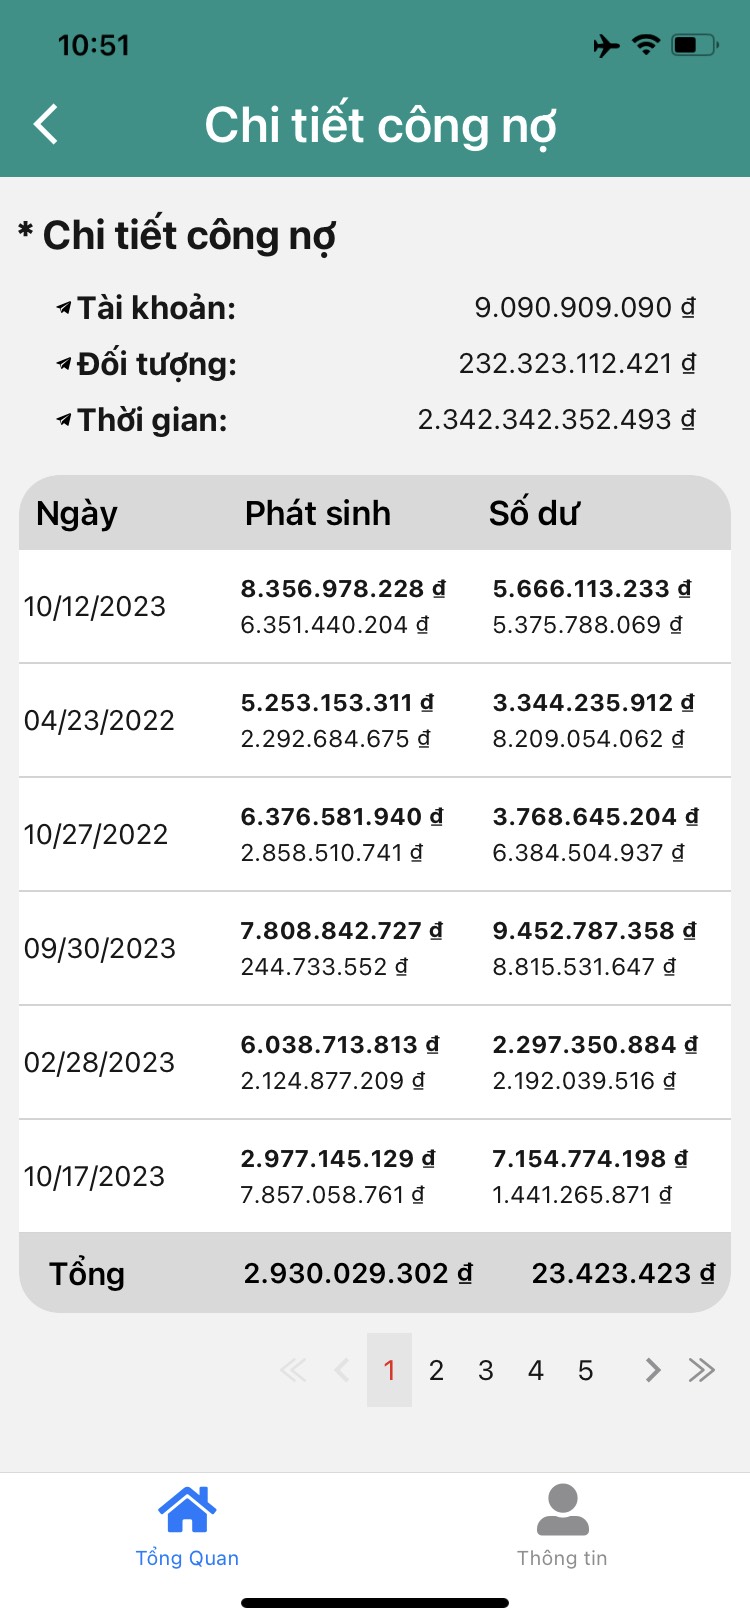 10:51
Chi tiết công nợ
* Chi tiết công nợ
Tài khoản: 9.090.909.090 ₫
Đối tượng: 232.323.112.421 ₫
Thời gian: 2.342.342.352.493 ₫
Ngày Phát sinh Số dư
8.356.978.228 ₫ 5.666.113.233 ₫
10/12/2023
6.351.440.204 ₫ 5.375.788.069 ₫
5.253.153.311 ₫ 3.344.235.912 ₫
04/23/2022
2.292.684.675 ₫ 8.209.054.062 ₫
6.376.581.940 ₫ 3.768.645.204 ₫
10/27/2022
2.858.510.741 ₫ 6.384.504.937 ₫
7.808.842.727 ₫ 9.452.787.358 ₫
09/30/2023
244.733.552 ₫ 8.815.531.647 ₫
6.038.713.813 ₫ 2.297.350.884 ₫
02/28/2023
2.124.877.209 ₫ 2.192.039.516 ₫
2.977.145.129 ₫ 7.154.774.198 ₫
10/17/2023
7.857.058.761 ₫ 1.441.265.871 ₫
Tổng 2.930.029.302 ₫ 23.423.423 ₫
1 2 3 4 5
Tổng Quan Thông tin